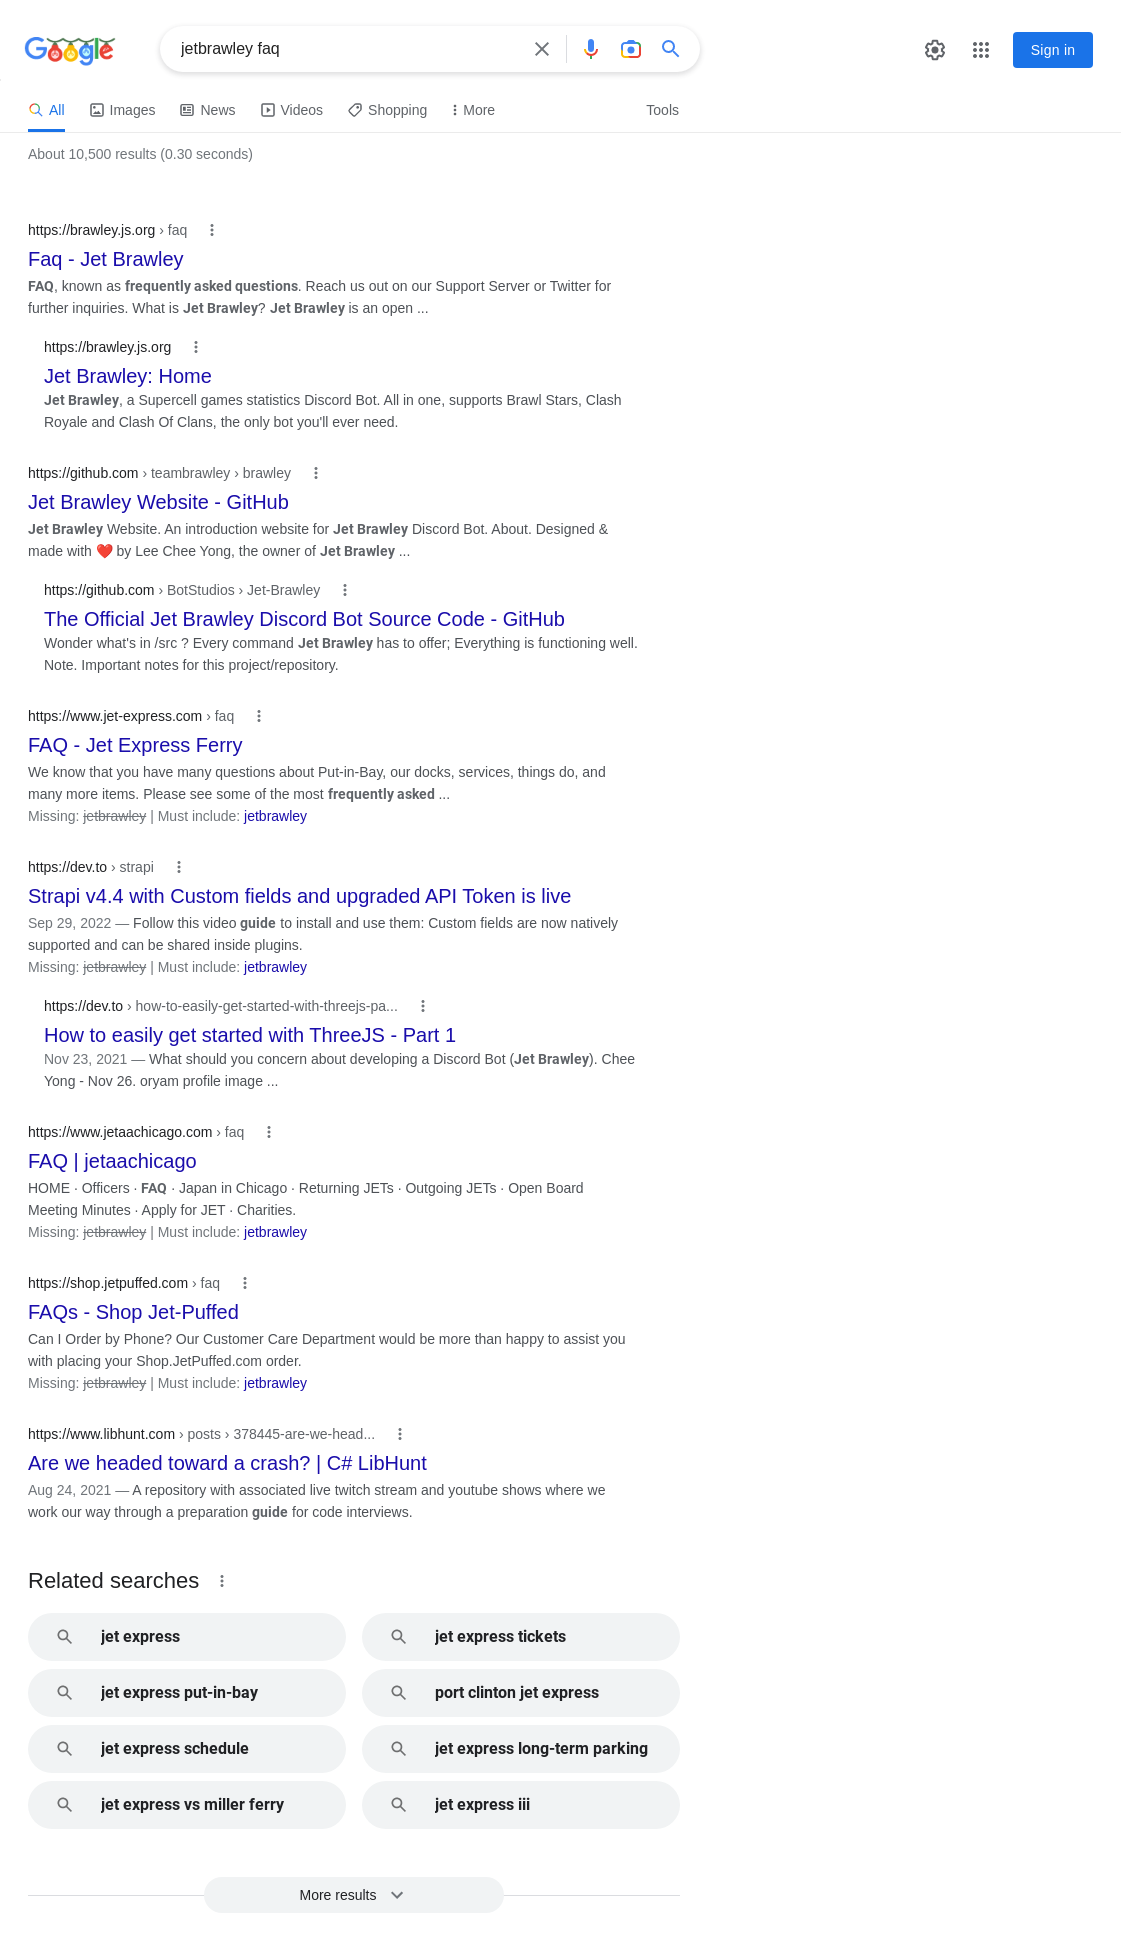 Google
jetbrawley faq
Sign in
All Images News Videos Shopping More Tools
About 10,500 results (0.30 seconds)
https://brawley.js.org › faq
Faq - Jet Brawley
FAQ, known as frequently asked questions. Reach us out on our Support Server or Twitter for
further inquiries. What is Jet Brawley? Jet Brawley is an open ...
https://brawley.js.org
Jet Brawley: Home
Jet Brawley, a Supercell games statistics Discord Bot. All in one, supports Brawl Stars, Clash
Royale and Clash Of Clans, the only bot you'll ever need.
https://github.com › teambrawley › brawley
Jet Brawley Website - GitHub
Jet Brawley Website. An introduction website for Jet Brawley Discord Bot. About. Designed &
made with ❤️ by Lee Chee Yong, the owner of Jet Brawley ...
https://github.com › BotStudios › Jet-Brawley
The Official Jet Brawley Discord Bot Source Code - GitHub
Wonder what's in /src ? Every command Jet Brawley has to offer; Everything is functioning well.
Note. Important notes for this project/repository.
https://www.jet-express.com › faq
FAQ - Jet Express Ferry
We know that you have many questions about Put-in-Bay, our docks, services, things do, and
many more items. Please see some of the most frequently asked ...
Missing: jetbrawley | Must include: jetbrawley
https://dev.to › strapi
Strapi v4.4 with Custom fields and upgraded API Token is live
Sep 29, 2022 — Follow this video guide to install and use them: Custom fields are now natively
supported and can be shared inside plugins.
Missing: jetbrawley | Must include: jetbrawley
https://dev.to › how-to-easily-get-started-with-threejs-pa...
How to easily get started with ThreeJS - Part 1
Nov 23, 2021 — What should you concern about developing a Discord Bot (Jet Brawley). Chee
Yong - Nov 26. oryam profile image ...
https://www.jetaachicago.com › faq
FAQ | jetaachicago
HOME · Officers · FAQ · Japan in Chicago · Returning JETs · Outgoing JETs · Open Board
Meeting Minutes · Apply for JET · Charities.
Missing: jetbrawley | Must include: jetbrawley
https://shop.jetpuffed.com › faq
FAQs - Shop Jet-Puffed
Can I Order by Phone? Our Customer Care Department would be more than happy to assist you
with placing your Shop.JetPuffed.com order.
Missing: jetbrawley | Must include: jetbrawley
https://www.libhunt.com › posts › 378445-are-we-head...
Are we headed toward a crash? | C# LibHunt
Aug 24, 2021 — A repository with associated live twitch stream and youtube shows where we
work our way through a preparation guide for code interviews.
Related searches
jet express
jet express tickets
jet express put-in-bay
port clinton jet express
jet express schedule
jet express long-term parking
jet express vs miller ferry
jet express iii
More results